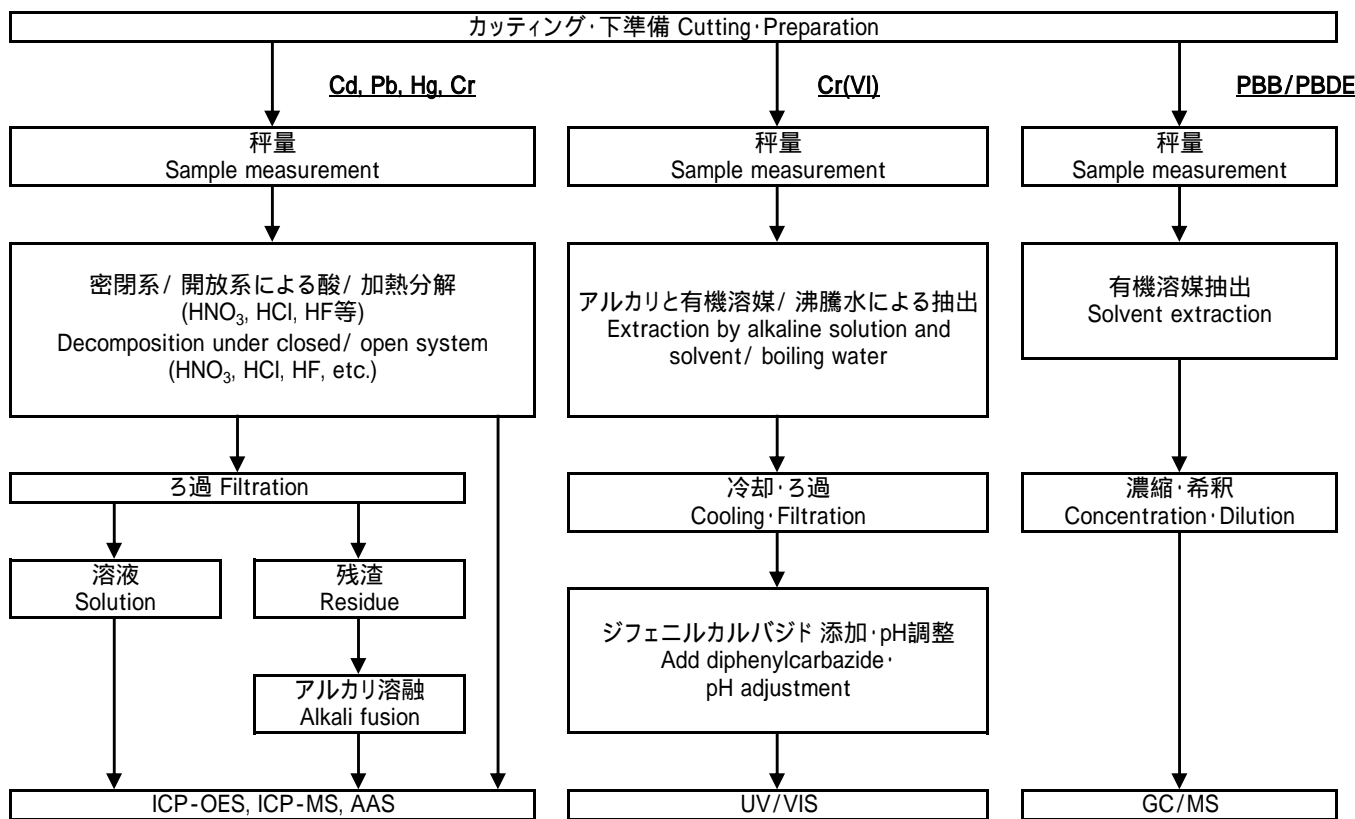 カッティング･下準備 Cutting･Preparation
Cd, Pb, Hg, Cr
秤量
Sample measurement
密閉系/ 開放系による酸/ 加熱分解
(HNO₃, HCl, HF等)
Decomposition under closed/ open system
(HNO₃, HCl, HF, etc.)
ろ過 Filtration
溶液
Solution
残渣
Residue
アルカリ溶融
Alkali fusion
ICP-OES, ICP-MS, AAS
Cr(VI)
秤量
Sample measurement
アルカリと有機溶媒/ 沸騰水による抽出
Extraction by alkaline solution and
solvent/ boiling water
冷却･ろ過
Cooling･Filtration
ジフェニルカルバジド 添加･pH調整
Add diphenylcarbazide･
pH adjustment
UV/VIS
PBB/PBDE
秤量
Sample measurement
有機溶媒抽出
Solvent extraction
濃縮･希釈
Concentration･Dilution
GC/MS